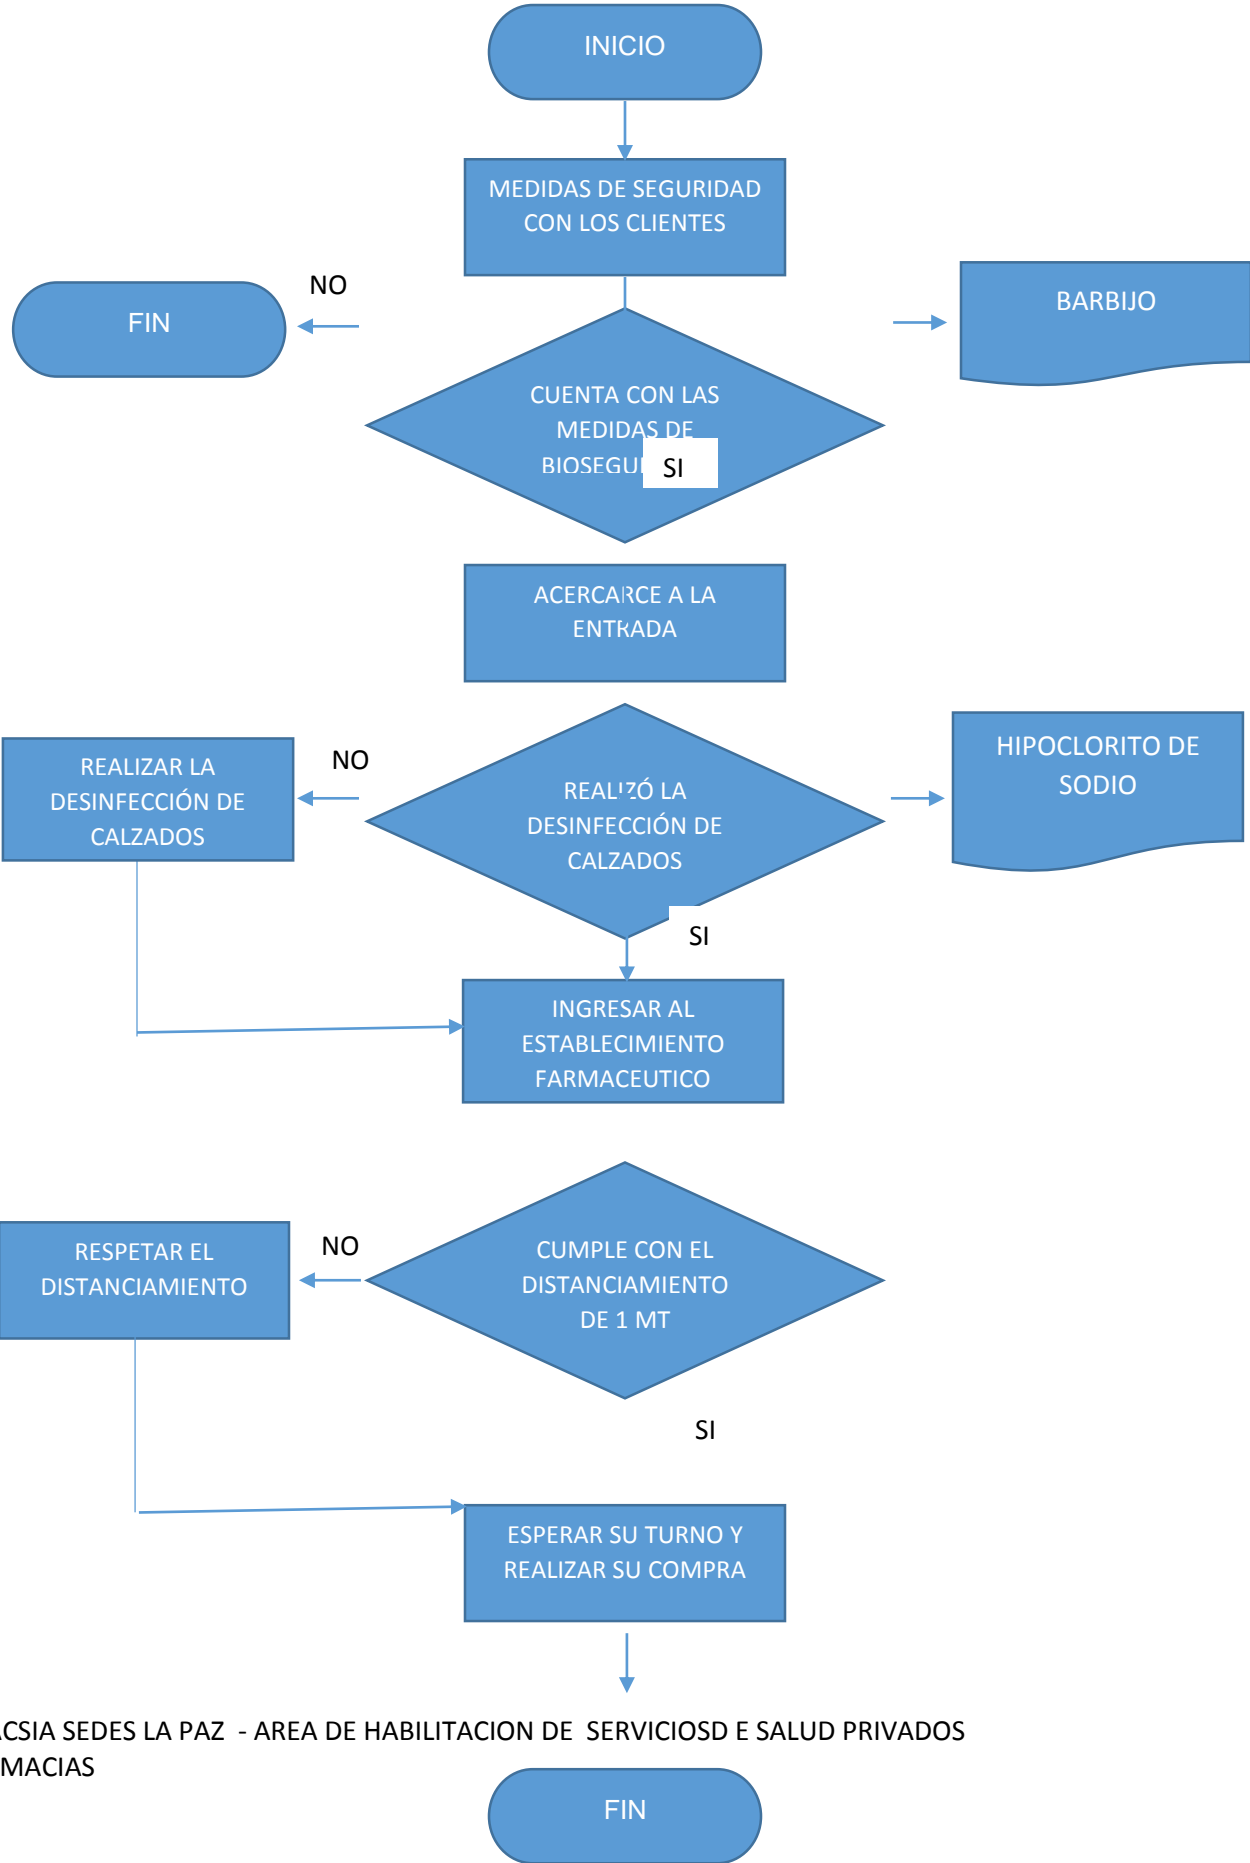 INICIO
MEDIDAS DE SEGURIDAD
CON LOS CLIENTES
NO
FIN
BARBIJO
CUENTA CON LAS
MEDIDAS DE
SI
ACERCARCE A LA
ENTRADA
REALIZAR LA
DESINFECCIÓN DE
CALZADOS
NO
REALIZÓ LA
DESINFECCIÓN DE
CALZADOS
HIPOCLORITO DE
SODIO
SI
INGRESAR AL
ESTABLECIMIENTO
FARMACEUTICO
RESPETAR EL
DISTANCIAMIENTO
NO
CUMPLE CON EL
DISTANCIAMIENTO
DE 1 MT
SI
ESPERAR SU TURNO Y
REALIZAR SU COMPRA
ACSIA SEDES LA PAZ - AREA DE HABILITACION DE SERVICIOSD E SALUD PRIVADOS
MACIAS
FIN